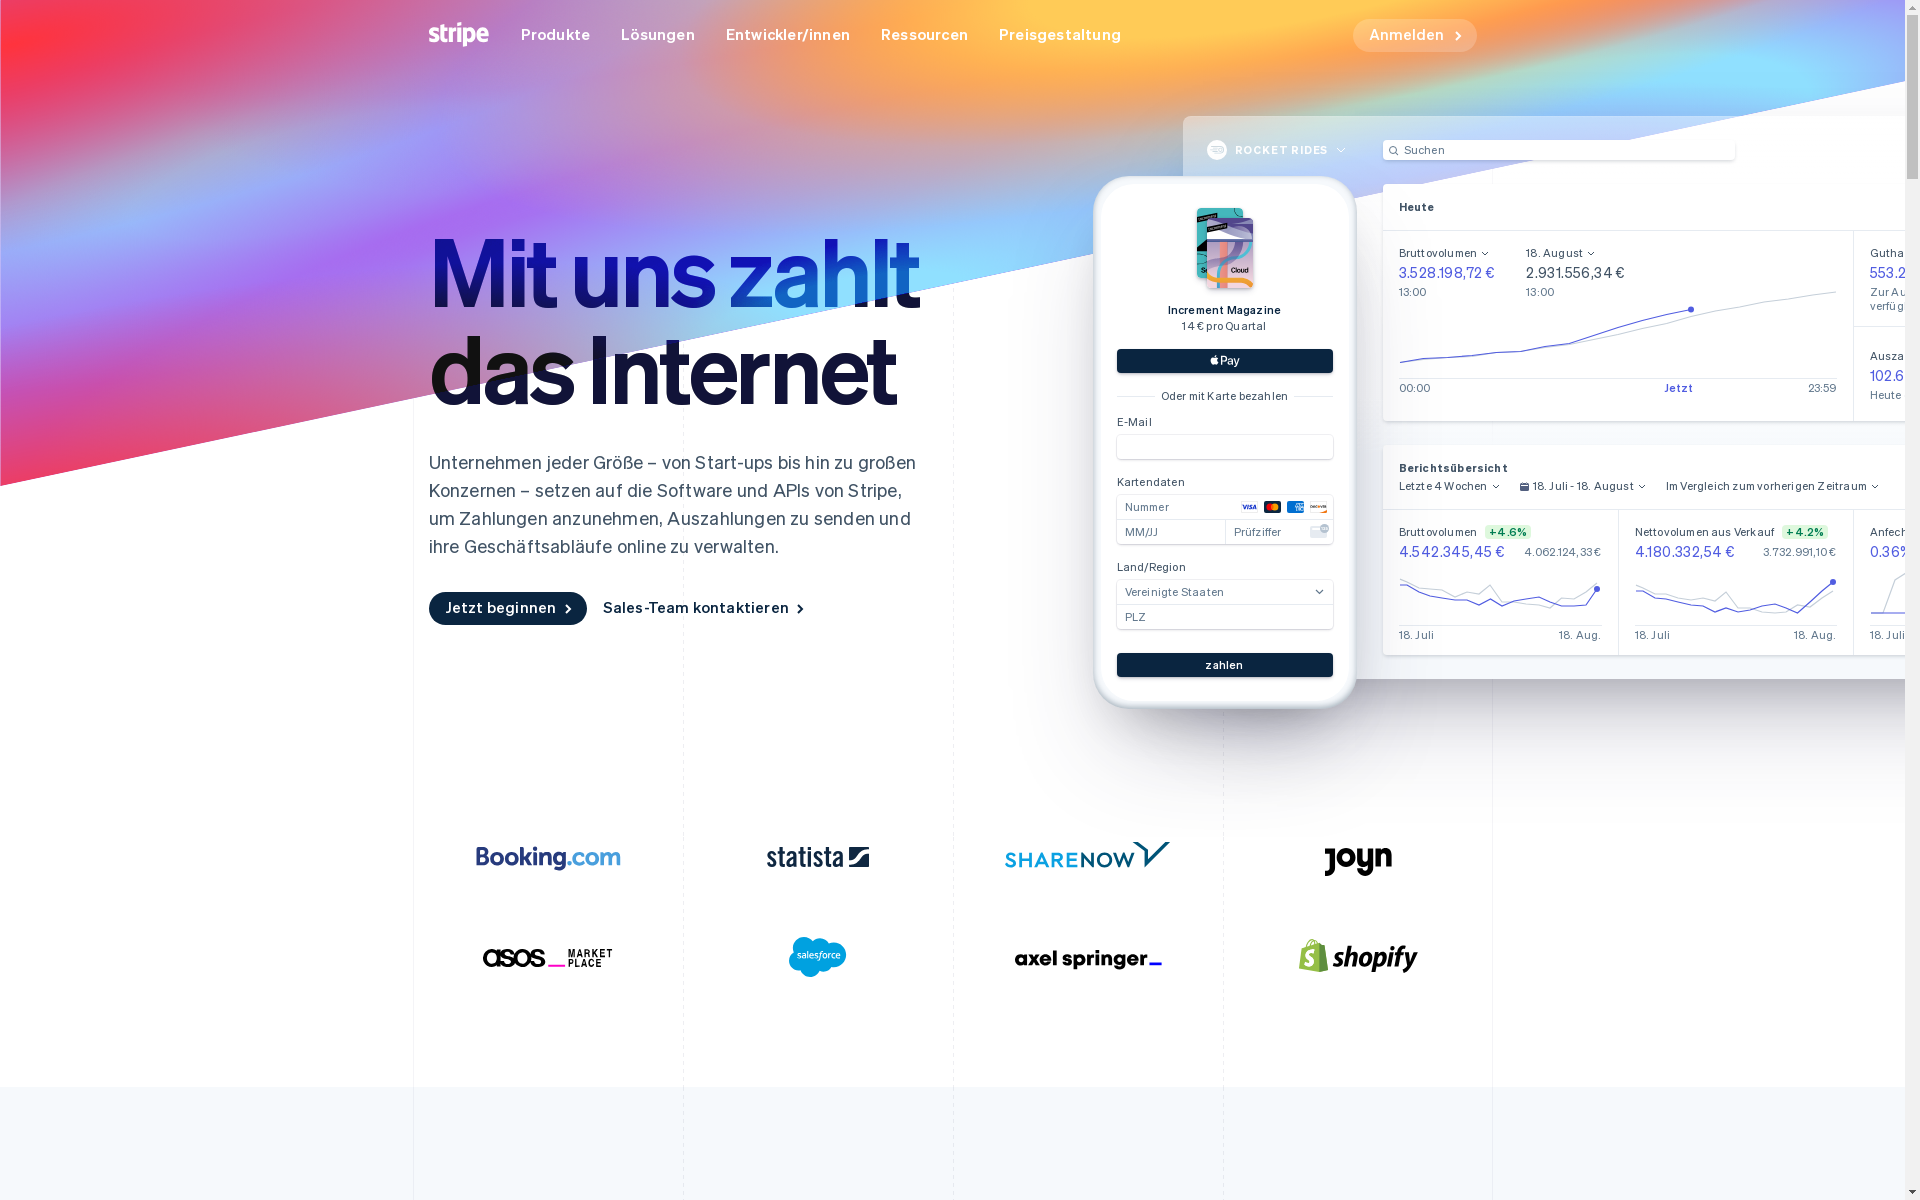 stripe
Produkte
Lösungen
Entwickler/innen
Ressourcen
Preisgestaltung
Anmelden
Mit uns zahlt
das Internet
Unternehmen jeder Größe – von Start-ups bis hin zu großen
Konzernen – setzen auf die Software und APIs von Stripe,
um Zahlungen anzunehmen, Auszahlungen zu senden und
ihre Geschäftsabläufe online zu verwalten.
Jetzt beginnen
Sales-Team kontaktieren
Cloud
Increment Magazine
14 € pro Quartal
Pay
Oder mit Karte bezahlen
E-Mail
Kartendaten
Nummer
VISA
DISCOVER
MM/JJ
Prüfziffer
Land/Region
Vereinigte Staaten
PLZ
zahlen
ROCKET RIDES
Suchen
Heute
Bruttovolumen
3.528.198,72 €
13:00
18. August
2.931.556,34 €
13:00
00:00
Jetzt
23:59
Gutha
553.2
Zur Au
verfüg
Ausza
102.6
Heute
Berichtsübersicht
Letzte 4 Wochen
18. Juli - 18. August
Im Vergleich zum vorherigen Zeitraum
Bruttovolumen
+4.6%
4.542.345,45 €
4.062.124,33 €
18. Juli
18. Aug.
Nettovolumen aus Verkauf
+4.2%
4.180.332,54 €
3.732.991,10 €
18. Juli
18. Aug.
Anfech
0.36%
18. Juli
Booking.com
statista
SHARE NOW
joyn
asos MARKET
PLACE
salesforce
axel springer
shopify